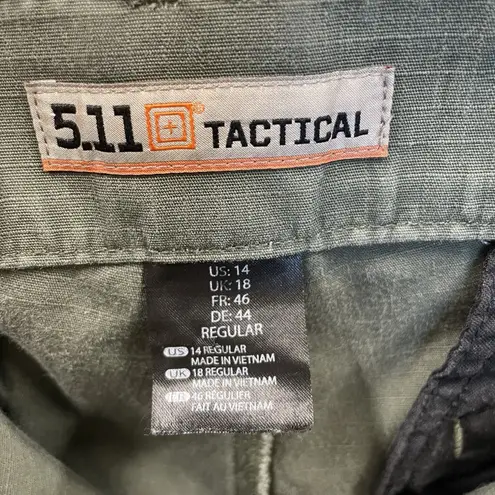 5.11® TACTICAL
US: 14
UK: 18
FR: 46
DE: 44
REGULAR
US 14 REGULAR
MADE IN VIETNAM
UK 18 REGULAR
MADE IN VIETNAM
FR 46 RÉGULIER
FAIT AU VIETNAM